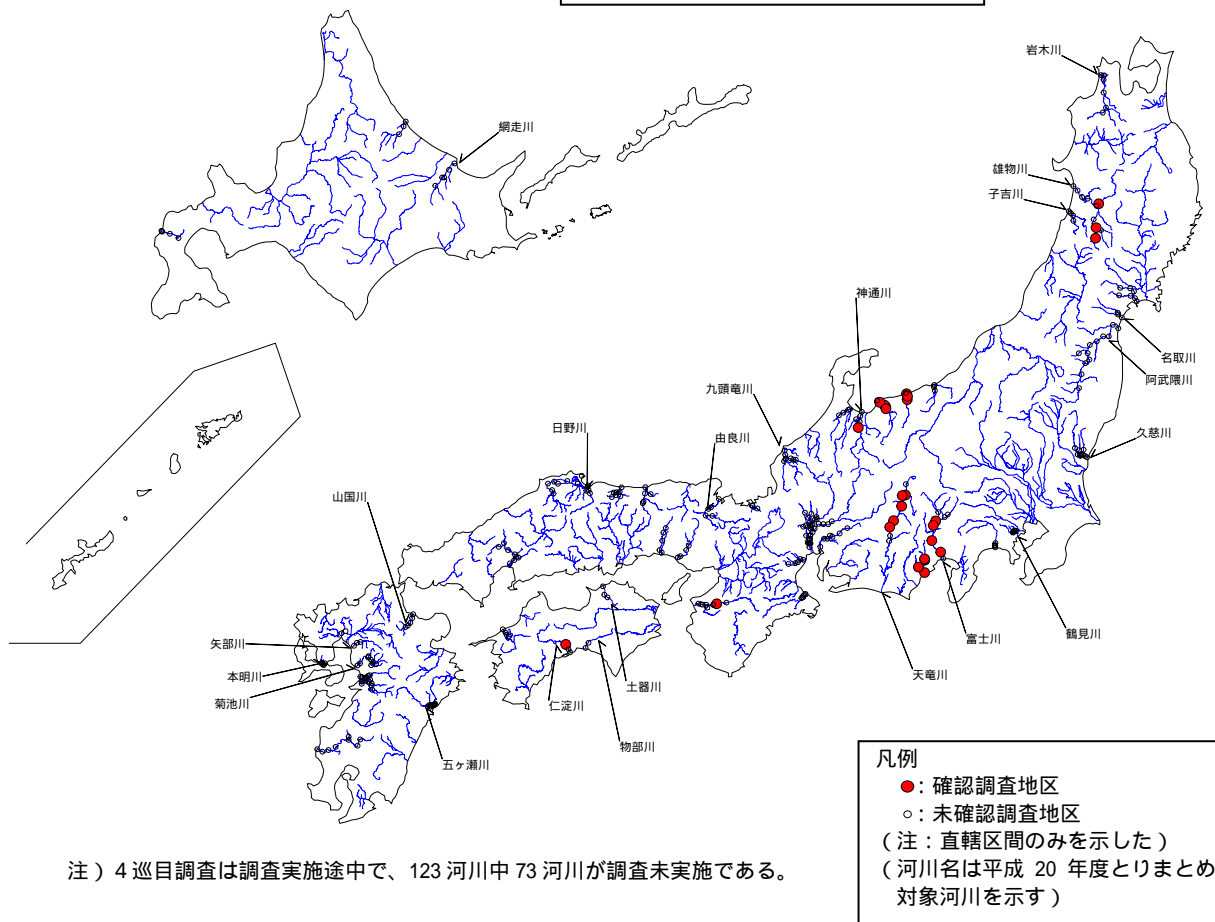 岩木川
網走川
雄物川
子吉川
神通川
名取川
阿武隈川
九頭竜川
久慈川
日野川
由良川
山国川
矢部川
本明川
菊池川
五ヶ瀬川
仁淀川
物部川
土器川
天竜川
富士川
鶴見川
凡例
●：確認調査地区
○：未確認調査地区
（注：直轄区間のみを示した）
（河川名は平成 20 年度とりまとめ
対象河川を示す）
注）４巡目調査は調査実施途中で、123 河川中 73 河川が調査未実施である。